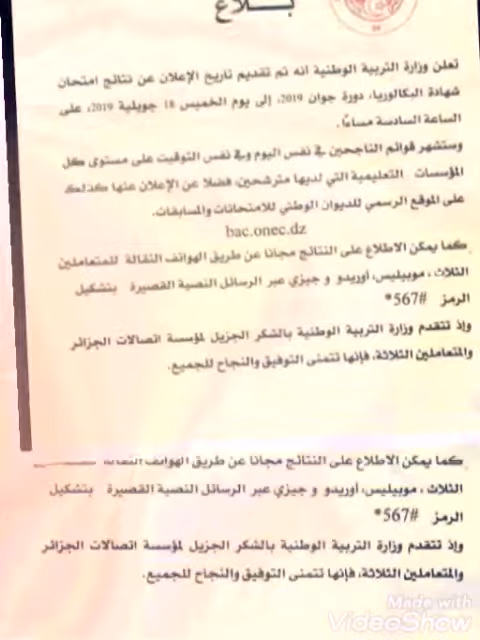 بـــلاغ
تعلن وزارة التربية الوطنية انه تم تقديم تاريخ الإعلان عن نتائج امتحان
شهادة البكالوريا، دورة جوان 2019، إلى يوم الخميس 18 جويلية 2019، على
الساعة السادسة مساءًا.
وستشهر قوائم الناجحين في نفس اليوم وفي نفس التوقيت على مستوى كل
المؤسسات التعليمية التي لديها مترشحين، فضلا عن الإعلان عنها كذلك
على الموقع الرسمي للديوان الوطني للامتحانات والمسابقات.
bac.onec.dz
كما يمكن الاطلاع على النتائج مجانا عن طريق الهواتف النقالة للمتعاملين
الثلاث، موبيليس، أوريدو و جيزي عبر الرسائل النصية القصيرة بتشكيل
الرمز #567*
وإذ تتقدم وزارة التربية الوطنية بالشكر الجزيل لمؤسسة اتصالات الجزائر
والمتعاملين الثلاثة، فإنها تتمنى التوفيق والنجاح للجميع.
كما يمكن الاطلاع على النتائج مجانا عن طريق الهواتف النقالة
الثلاث، موبيليس، أوريدو و جيزي عبر الرسائل النصية القصيرة بتشكيل
الرمز #567*
وإذ تتقدم وزارة التربية الوطنية بالشكر الجزيل لمؤسسة اتصالات الجزائر
والمتعاملين الثلاثة، فإنها تتمنى التوفيق والنجاح للجميع.
Made with
VideoShow